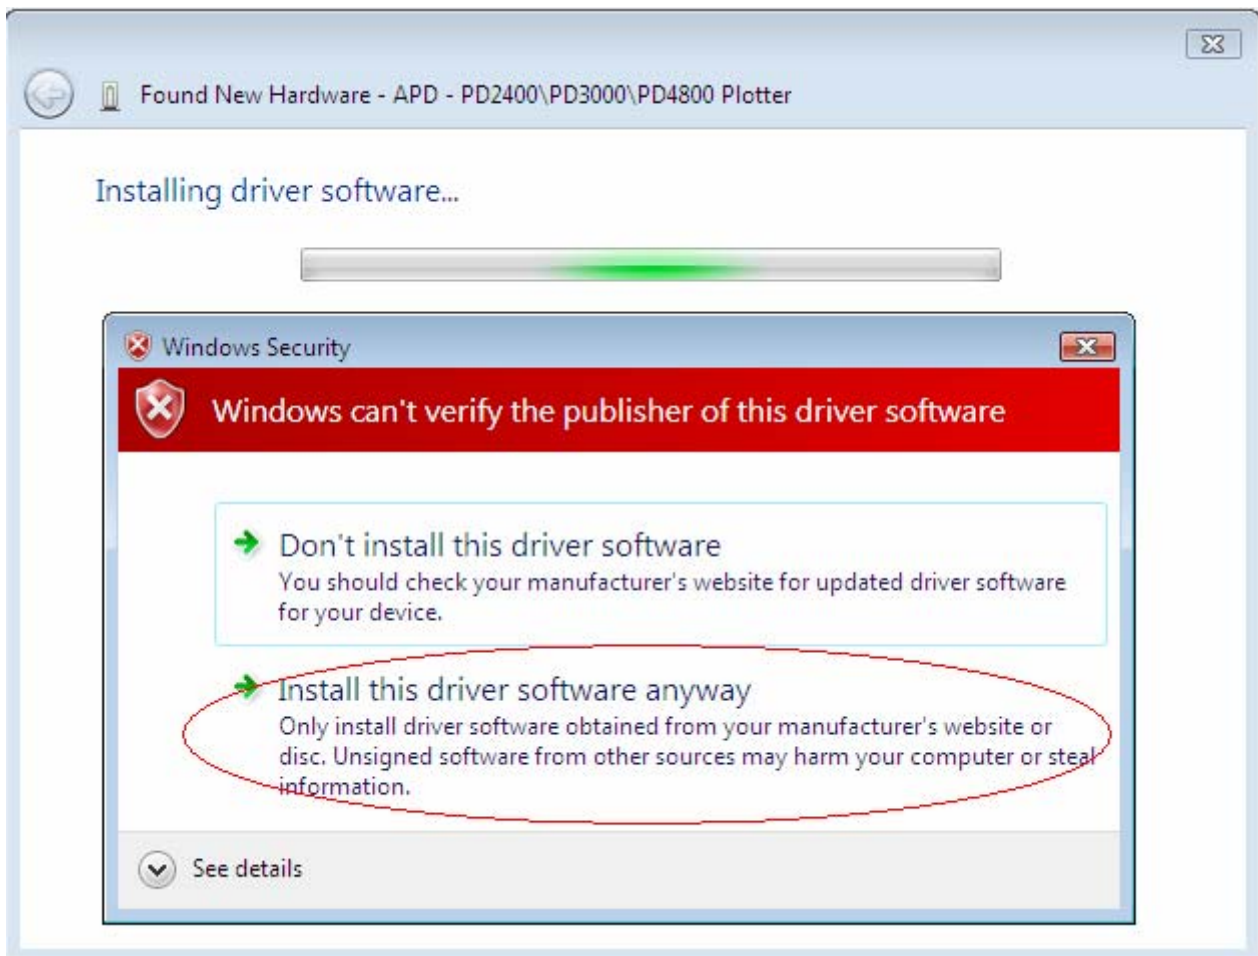 Found New Hardware - APD - PD2400\PD3000\PD4800 Plotter
Installing driver software...
Windows Security
Windows can't verify the publisher of this driver software
Don't install this driver software
You should check your manufacturer's website for updated driver software
for your device.
Install this driver software anyway
Only install driver software obtained from your manufacturer's website or
disc. Unsigned software from other sources may harm your computer or steal
information.
See details